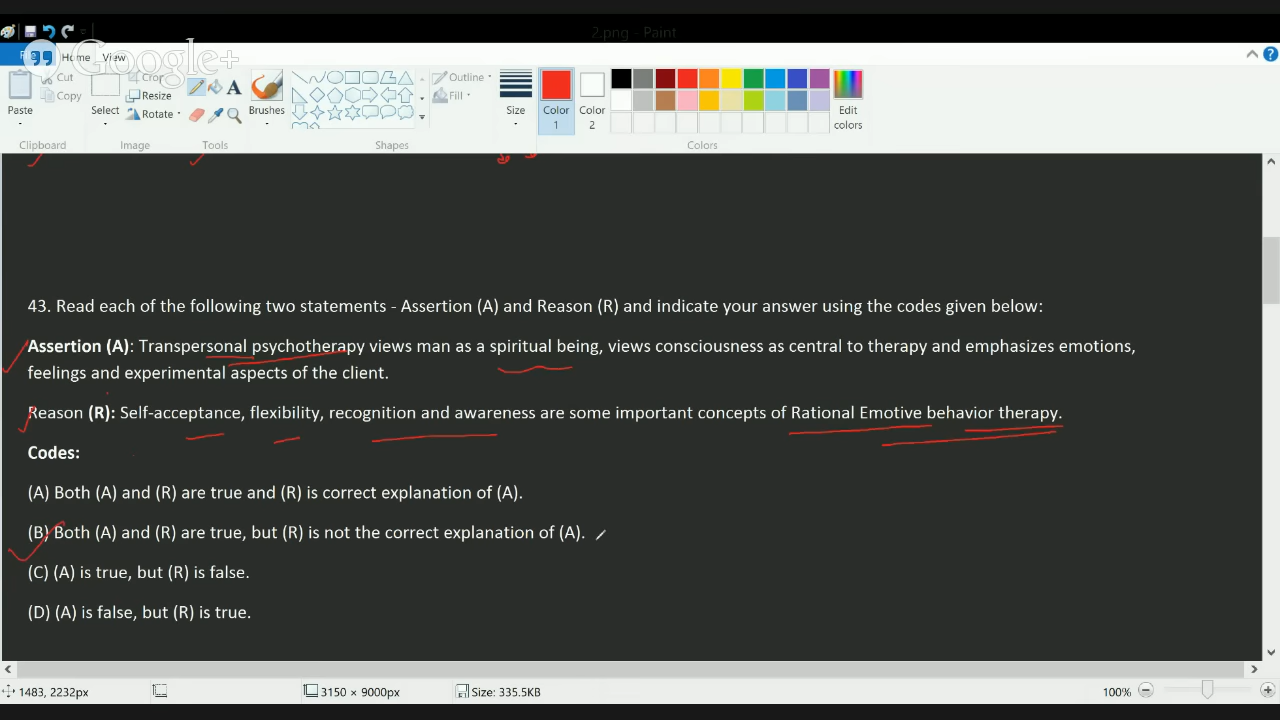 2.png - Paint
File Home View
Google+
Paste
Cut
Copy
Select
Crop
Resize
Rotate
A
Brushes
Outline
Fill
Size
Color 1
Color 2
Edit colors
Clipboard Image Tools Shapes Colors
43. Read each of the following two statements - Assertion (A) and Reason (R) and indicate your answer using the codes given below:
Assertion (A): Transpersonal psychotherapy views man as a spiritual being, views consciousness as central to therapy and emphasizes emotions,
feelings and experimental aspects of the client.
Reason (R): Self-acceptance, flexibility, recognition and awareness are some important concepts of Rational Emotive behavior therapy.
Codes:
(A) Both (A) and (R) are true and (R) is correct explanation of (A).
(B) Both (A) and (R) are true, but (R) is not the correct explanation of (A).
(C) (A) is true, but (R) is false.
(D) (A) is false, but (R) is true.
1483, 2232px 3150 × 9000px Size: 335.5KB 100%